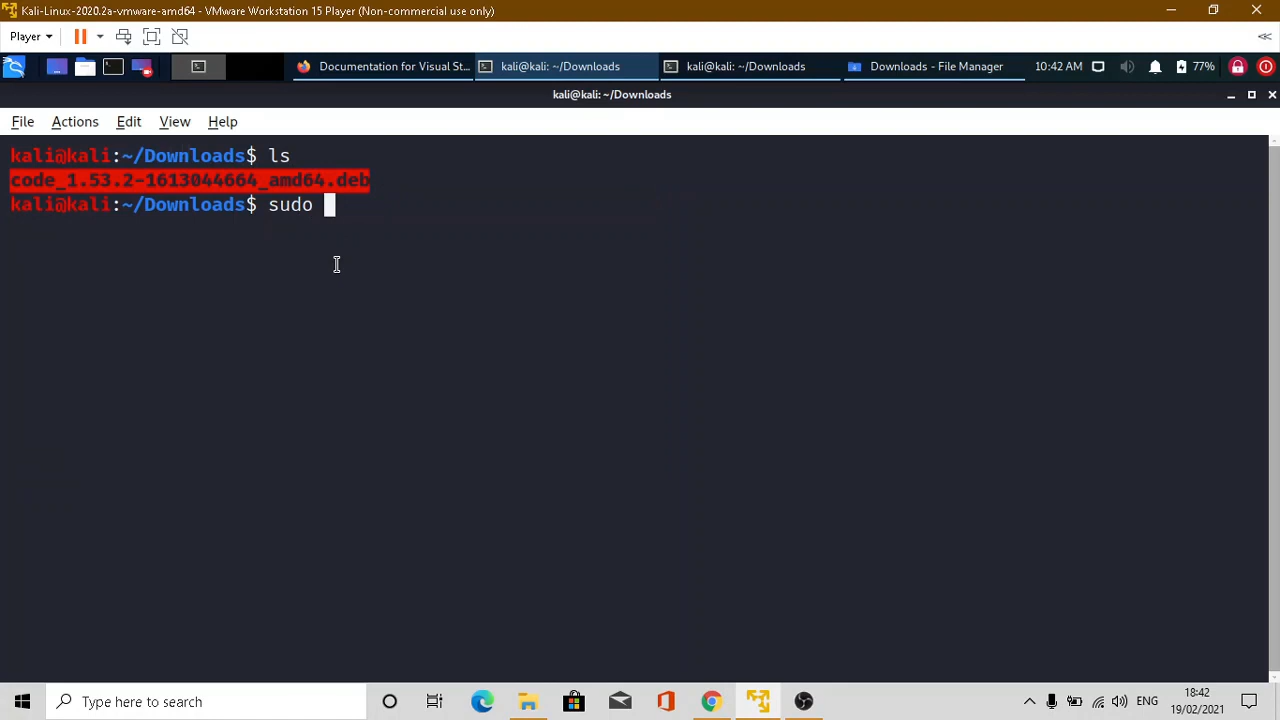 Kali-Linux-2020.2a-vmware-amd64 - VMware Workstation 15 Player (Non-commercial use only)
Player
Documentation for Visual St...
kali@kali: ~/Downloads
kali@kali: ~/Downloads
Downloads - File Manager
10:42 AM
77%
kali@kali: ~/Downloads
File Actions Edit View Help
kali@kali:~/Downloads$ ls
code_1.53.2-1613044664_amd64.deb
kali@kali:~/Downloads$ sudo
Type here to search
ENG
18:42
19/02/2021